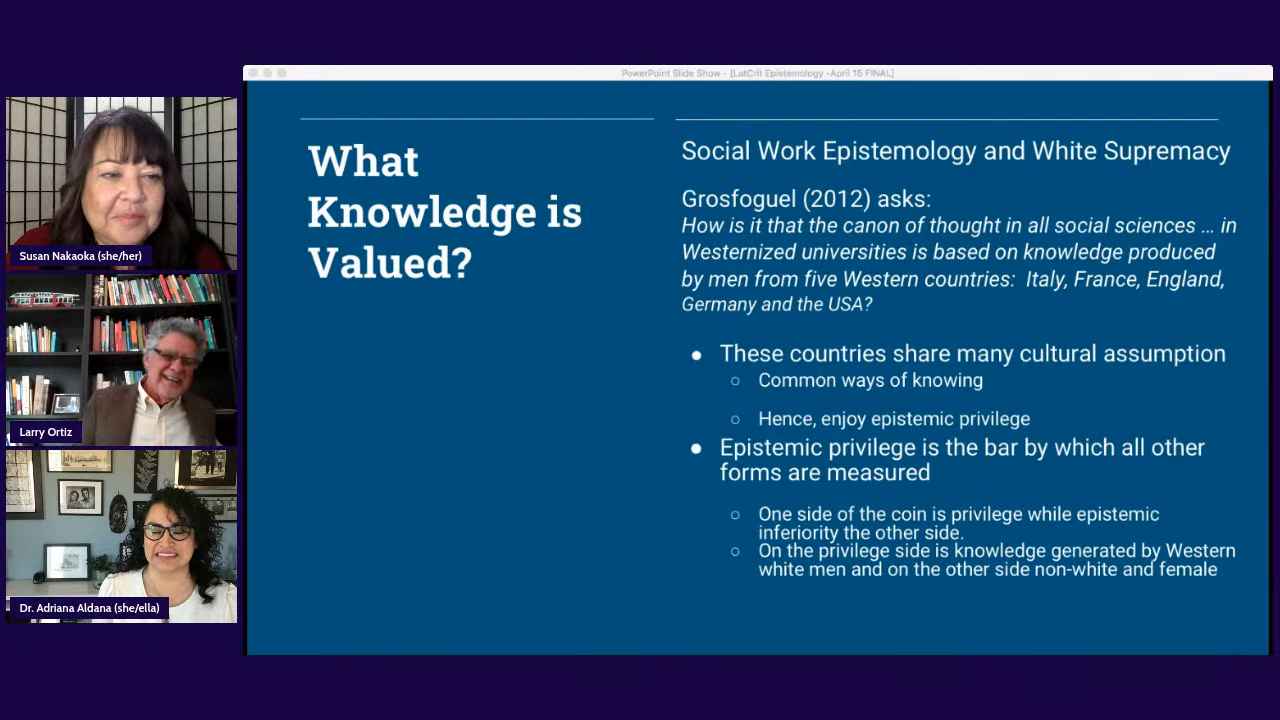 PowerPoint Slide Show - [LatCrit Epistemology -April 15 FINAL]
What
Knowledge is
Valued?
Social Work Epistemology and White Supremacy
Grosfoguel (2012) asks:
How is it that the canon of thought in all social sciences ... in
Westernized universities is based on knowledge produced
by men from five Western countries: Italy, France, England,
Germany and the USA?
● These countries share many cultural assumption
○ Common ways of knowing
○ Hence, enjoy epistemic privilege
● Epistemic privilege is the bar by which all other
forms are measured
○ One side of the coin is privilege while epistemic
inferiority the other side.
○ On the privilege side is knowledge generated by Western
white men and on the other side non-white and female
Susan Nakaoka (she/her)
Larry Ortiz
Dr. Adriana Aldana (she/ella)